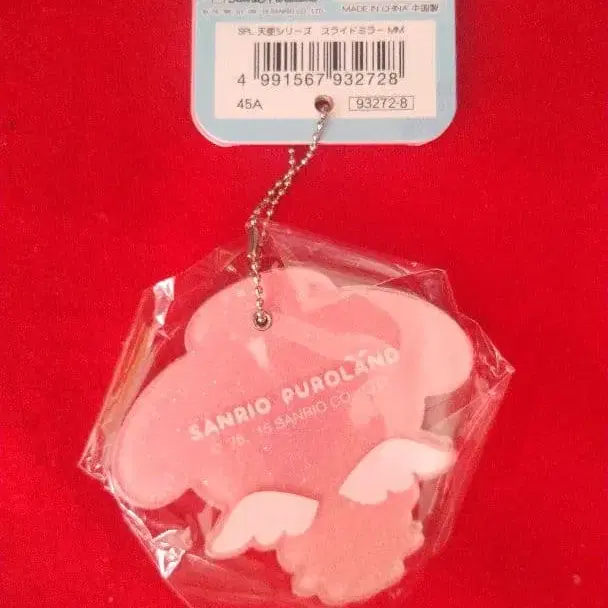 MADE IN CHINA 中国製
SPL 天使シリーズ スライドミラー MM
4 991567 932728
45A
93272-8
SANRIO PUROLAND
© '76, '15 SANRIO CO., LTD.